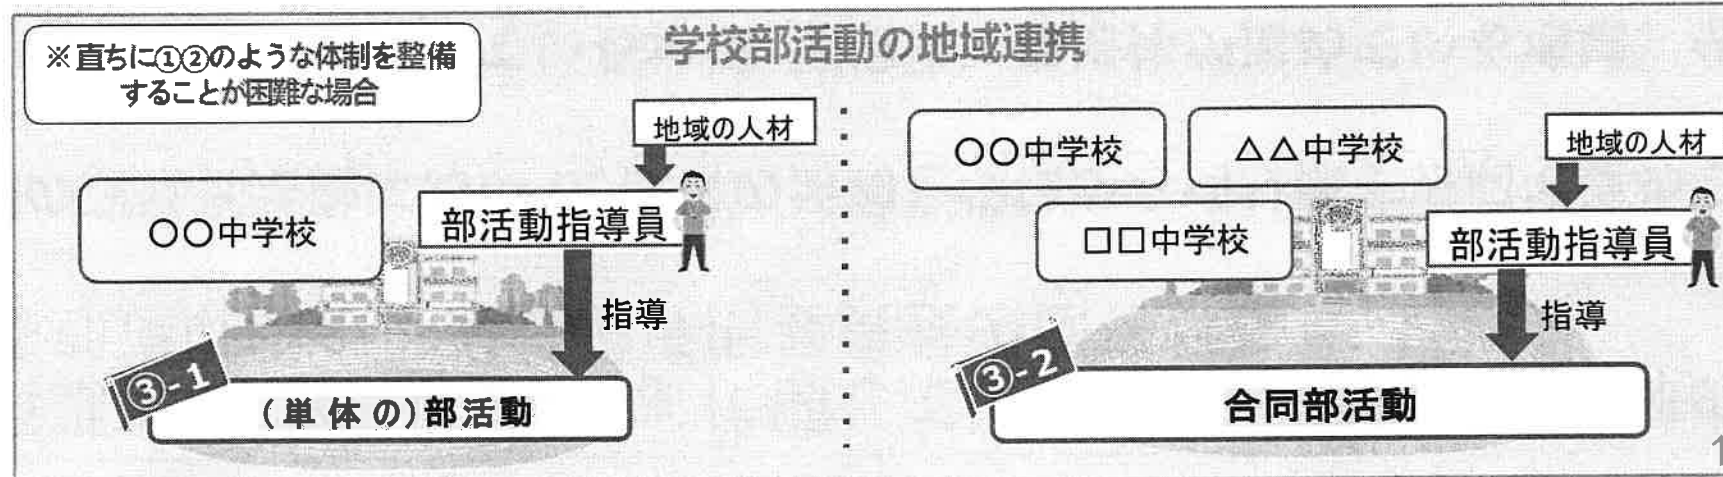 学校部活動の地域連携
※直ちに①②のような体制を整備
することが困難な場合
地域の人材
〇〇中学校
部活動指導員
指導
③-1
(単体の)部活動
〇〇中学校
△△中学校
地域の人材
□□中学校
部活動指導員
指導
③-2
合同部活動
1